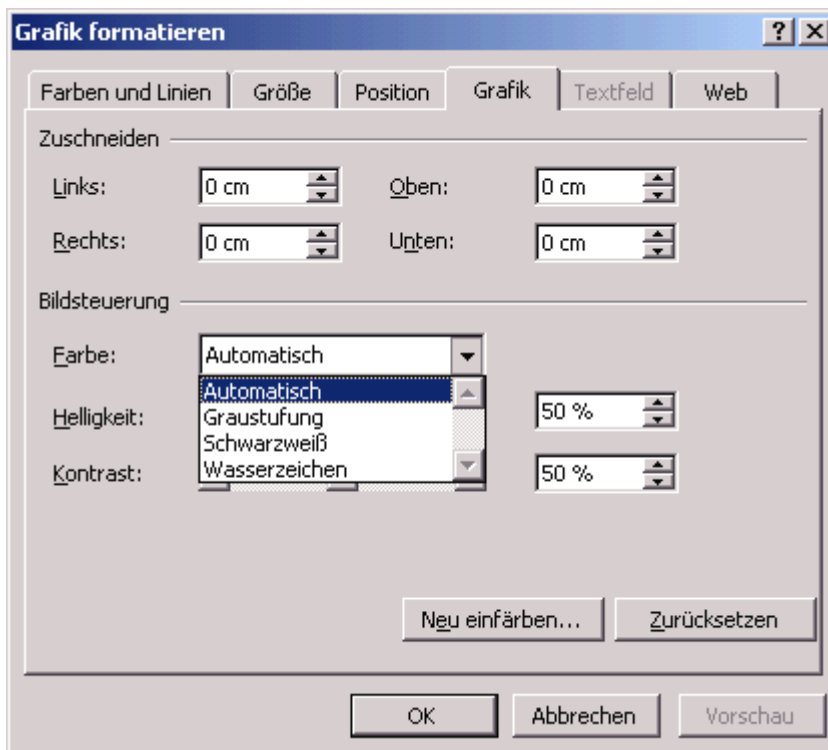 Grafik formatieren
Farben und Linien Größe Position Grafik Textfeld Web
Zuschneiden
Links: 0 cm Oben: 0 cm
Rechts: 0 cm Unten: 0 cm
Bildsteuerung
Farbe: Automatisch
Automatisch
Graustufung
Schwarzweiß
Wasserzeichen
Helligkeit: 50 %
Kontrast: 50 %
Neu einfärben... Zurücksetzen
OK Abbrechen Vorschau